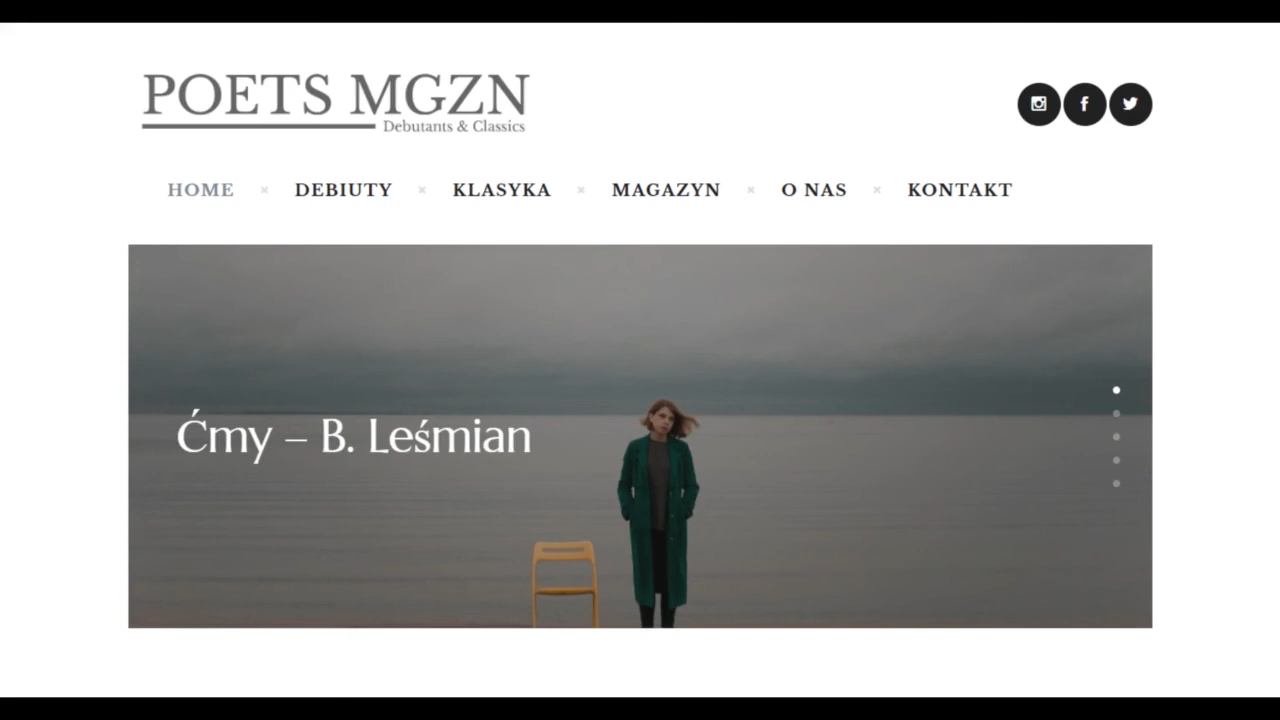 POETS MGZN
Debutants & Classics
HOME × DEBIUTY × KLASYKA × MAGAZYN × O NAS × KONTAKT
Ćmy – B. Leśmian